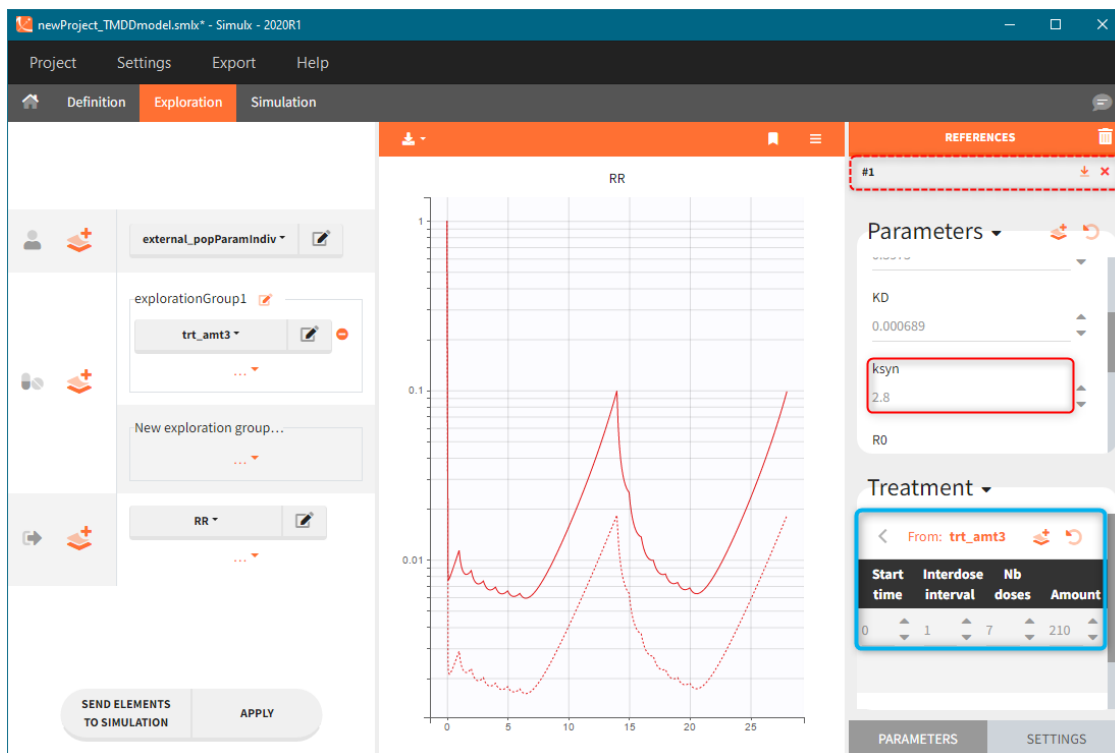 newProject_TMDDmodel.smlx* - Simulx - 2020R1
Project Settings Export Help
Definition Exploration Simulation
external_popParamIndiv
explorationGroup1
trt_amt3
...
New exploration group...
...
RR
...
SEND ELEMENTS
TO SIMULATION
APPLY
RR
1
0.1
0.01
0 5 10 15 20 25
REFERENCES
#1
Parameters
KD
0.000689
ksyn
2.8
R0
Treatment
From: trt_amt3
Start time Interdose interval Nb doses Amount
0 1 7 210
PARAMETERS SETTINGS